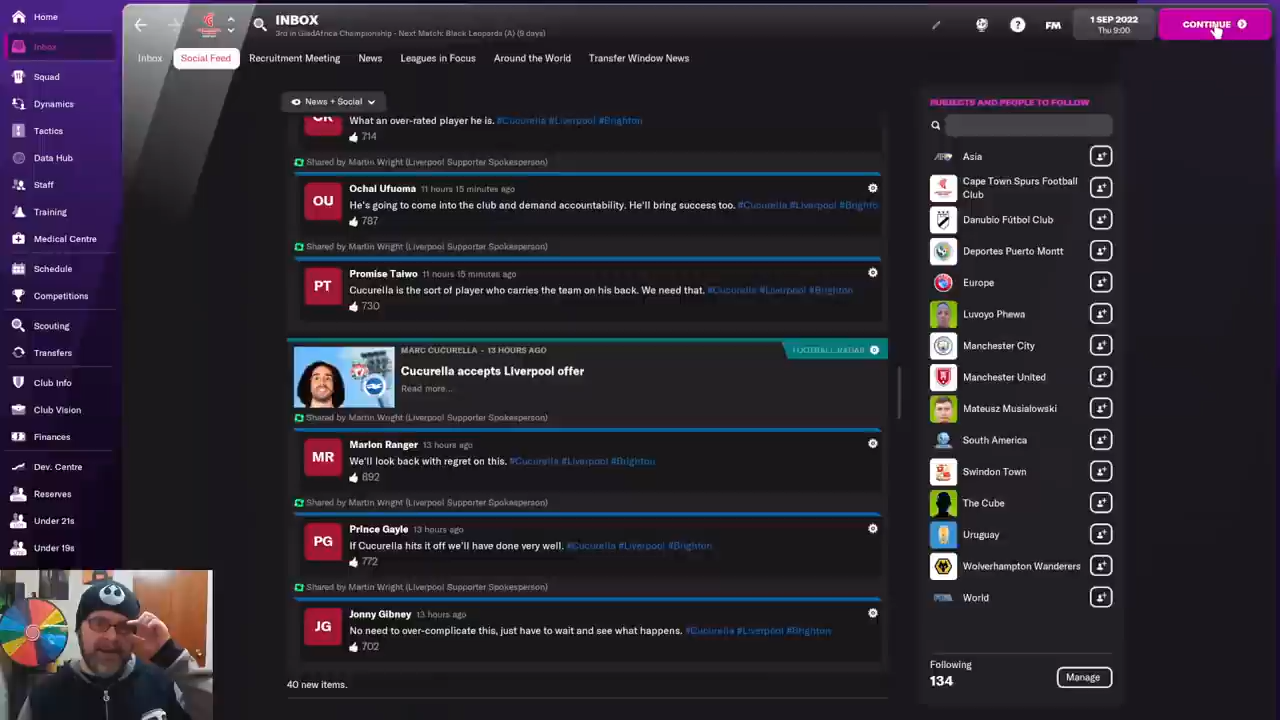 Home
Inbox
Squad
Dynamics
Tactics
Data Hub
Staff
Training
Medical Centre
Schedule
Competitions
Scouting
Transfers
Club Info
Club Vision
Finances
Dev. Centre
Reserves
Under 21s
Under 19s
INBOX
3rd in GladAfrica Championship - Next Match: Black Leopards (A) (9 days)
FM
1 SEP 2022
Thu 9:00
CONTINUE
Inbox
Social Feed
Recruitment Meeting
News
Leagues in Focus
Around the World
Transfer Window News
News + Social
What an over-rated player he is. #Cucurella #Liverpool #Brighton
714
Shared by Martin Wright (Liverpool Supporter Spokesperson)
OU
Ochai Ufuoma 11 hours 15 minutes ago
He's going to come into the club and demand accountability. He'll bring success too. #Cucurella #Liverpool #Brighto
787
Shared by Martin Wright (Liverpool Supporter Spokesperson)
PT
Promise Taiwo 11 hours 15 minutes ago
Cucurella is the sort of player who carries the team on his back. We need that. #Cucurella #Liverpool #Brighton
730
MARC CUCURELLA - 13 HOURS AGO
FOOTBALL RADAR
Cucurella accepts Liverpool offer
Read more...
Shared by Martin Wright (Liverpool Supporter Spokesperson)
MR
Marlon Ranger 13 hours ago
We'll look back with regret on this. #Cucurella #Liverpool #Brighton
692
Shared by Martin Wright (Liverpool Supporter Spokesperson)
PG
Prince Gayle 13 hours ago
If Cucurella hits it off we'll have done very well. #Cucurella #Liverpool #Brighton
772
Shared by Martin Wright (Liverpool Supporter Spokesperson)
JG
Jonny Gibney 13 hours ago
No need to over-complicate this, just have to wait and see what happens. #Cucurella #Liverpool #Brighton
702
40 new items.
SUBJECTS AND PEOPLE TO FOLLOW
Asia
Cape Town Spurs Football Club
Danubio Fútbol Club
Deportes Puerto Montt
Europe
Luvoyo Phewa
Manchester City
Manchester United
Mateusz Musialowski
South America
Swindon Town
The Cube
Uruguay
Wolverhampton Wanderers
World
Following
134
Manage